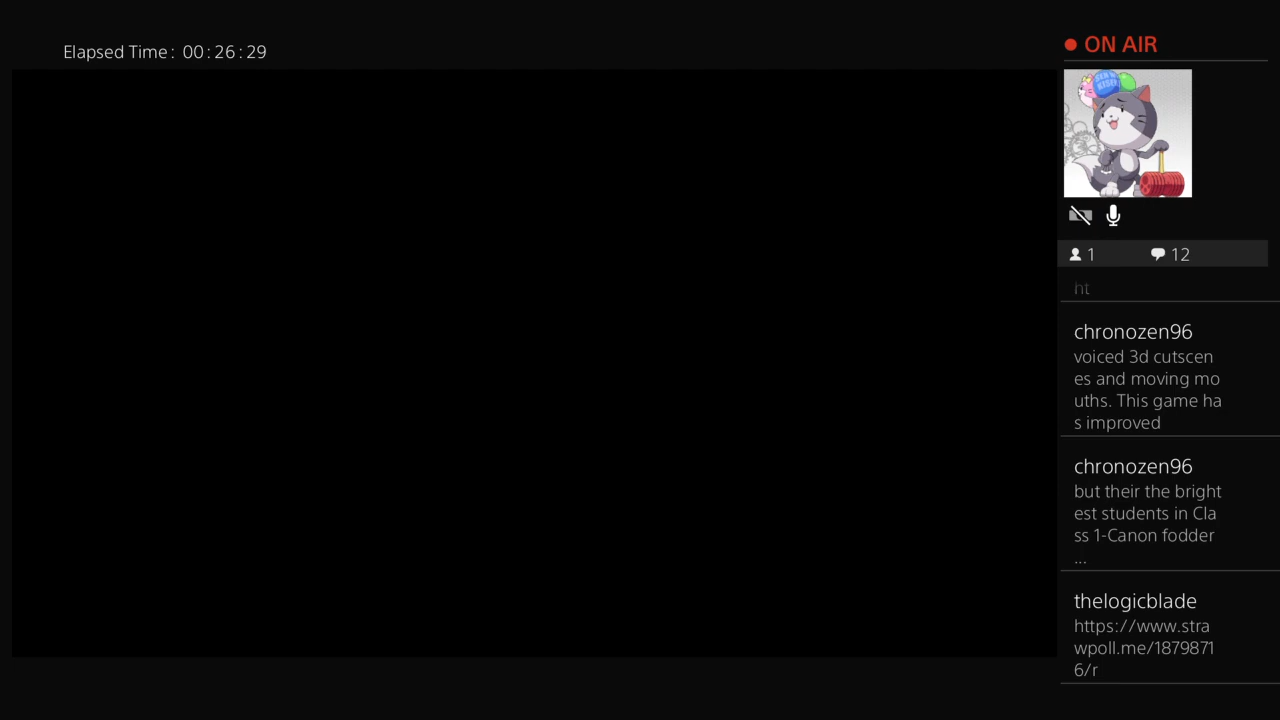 Elapsed Time: 00:26:29
ON AIR
1
12
ht
chronozen96
voiced 3d cutscen
es and moving mo
uths. This game ha
s improved
chronozen96
but their the bright
est students in Cla
ss 1-Canon fodder
...
thelogicblade
https://www.stra
wpoll.me/1879871
6/r